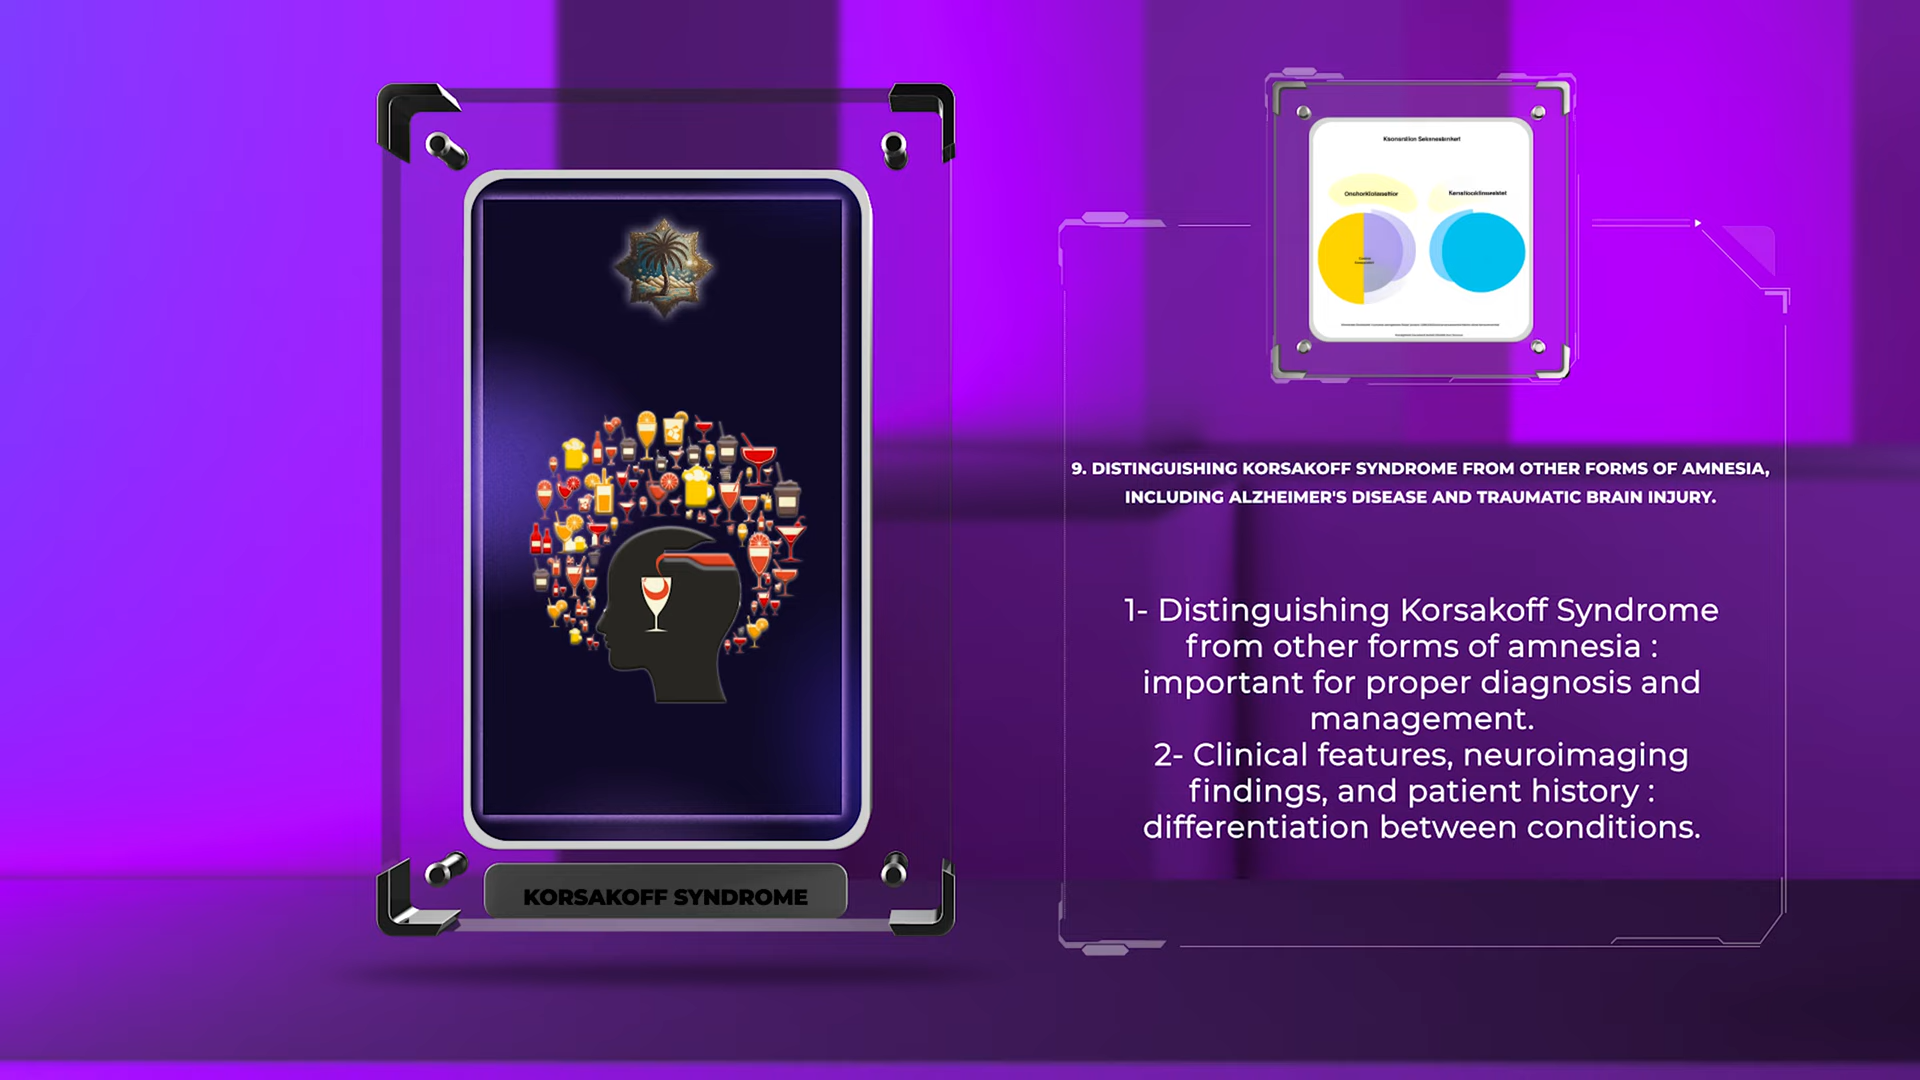 KORSAKOFF SYNDROME
9. DISTINGUISHING KORSAKOFF SYNDROME FROM OTHER FORMS OF AMNESIA,
INCLUDING ALZHEIMER'S DISEASE AND TRAUMATIC BRAIN INJURY.
1- Distinguishing Korsakoff Syndrome
from other forms of amnesia :
important for proper diagnosis and
management.
2- Clinical features, neuroimaging
findings, and patient history :
differentiation between conditions.